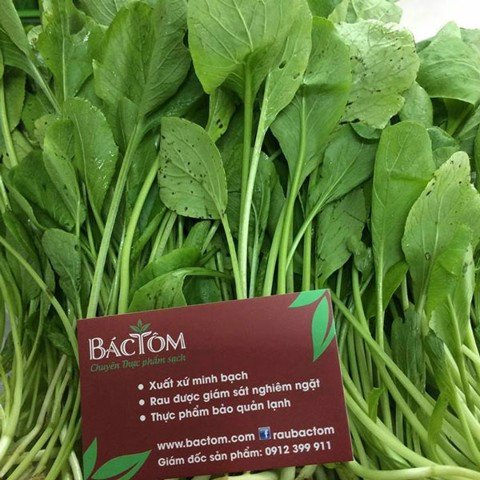 BÁCTÔM
Chuyên Thực phẩm sạch
• Xuất xứ minh bạch
• Rau được giám sát nghiêm ngặt
• Thực phẩm bảo quản lạnh
www.bactom.com f raubactom
Giám đốc sản phẩm: 0912 399 911